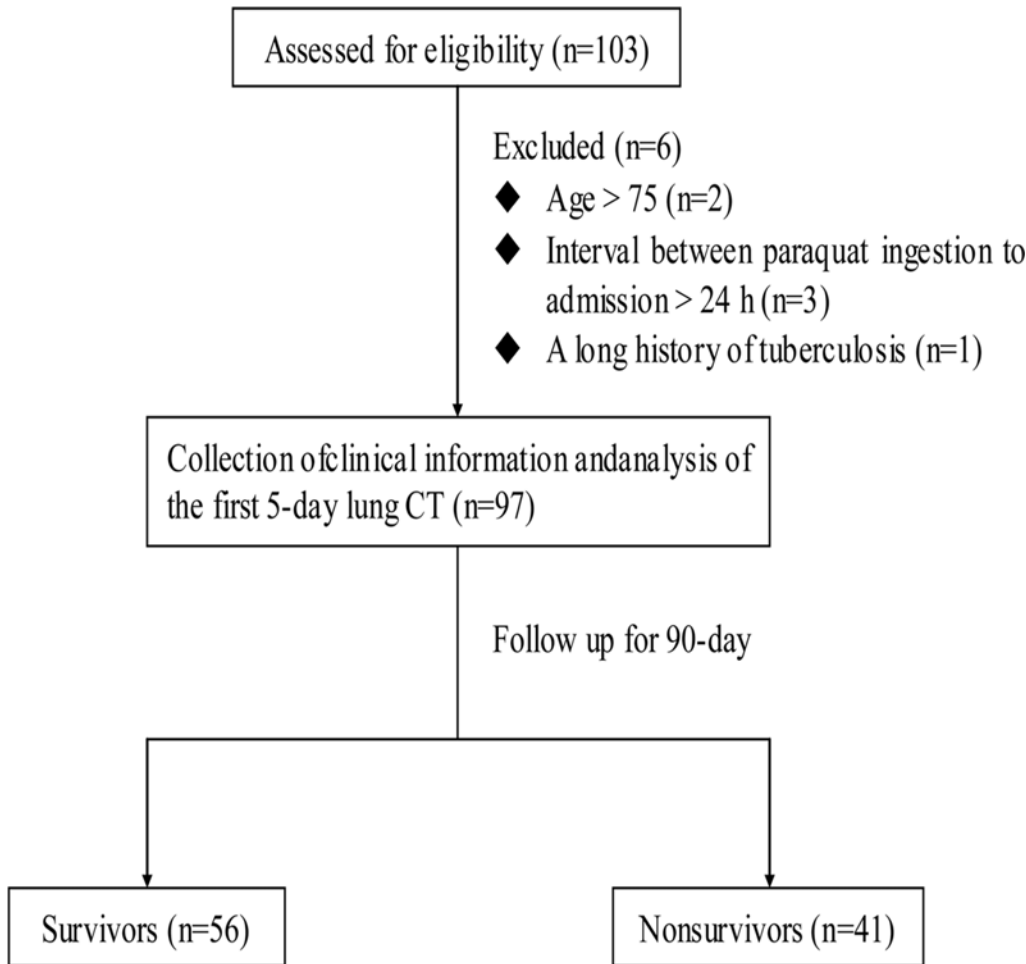 Assessed for eligibility (n=103)
Excluded (n=6)
◆ Age > 75 (n=2)
◆ Interval between paraquat ingestion to
admission > 24 h (n=3)
◆ A long history of tuberculosis (n=1)
Collection ofclinical information andanalysis of
the first 5-day lung CT (n=97)
Follow up for 90-day
Survivors (n=56)
Nonsurvivors (n=41)